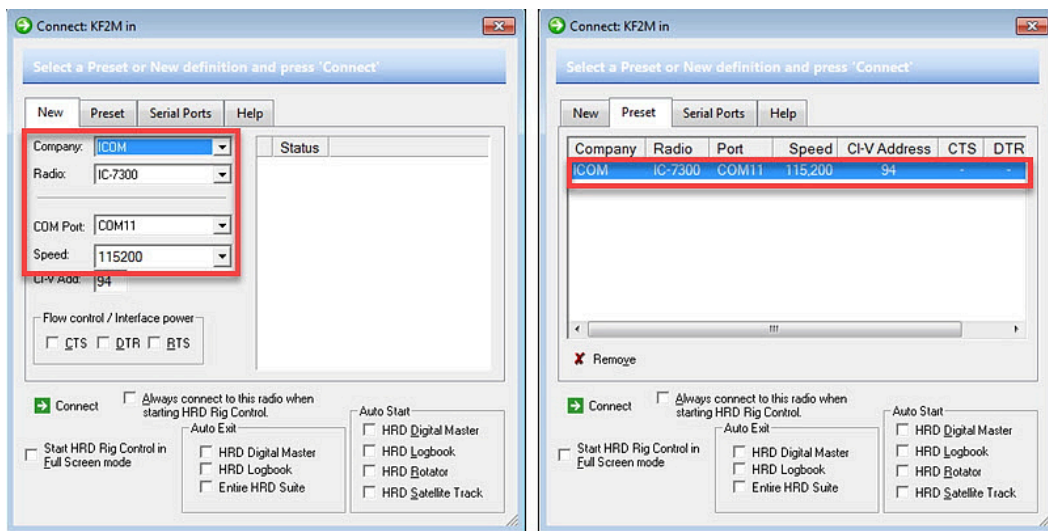 Connect: KF2M in
Select a Preset or New definition and press 'Connect'
New Preset Serial Ports Help
Company: ICOM
Radio: IC-7300
COM Port: COM11
Speed: 115200
CI-V Add: 94
Flow control / Interface power
CTS DTR RTS
Status
Connect
Always connect to this radio when
starting HRD Rig Control.
Start HRD Rig Control in
Full Screen mode
Auto Exit
HRD Digital Master
HRD Logbook
Entire HRD Suite
Auto Start
HRD Digital Master
HRD Logbook
HRD Rotator
HRD Satellite Track
Connect: KF2M in
Select a Preset or New definition and press 'Connect'
New Preset Serial Ports Help
Company Radio Port Speed CI-V Address CTS DTR
ICOM IC-7300 COM11 115,200 94 - -
Remove
Connect
Always connect to this radio when
starting HRD Rig Control.
Start HRD Rig Control in
Full Screen mode
Auto Exit
HRD Digital Master
HRD Logbook
Entire HRD Suite
Auto Start
HRD Digital Master
HRD Logbook
HRD Rotator
HRD Satellite Track